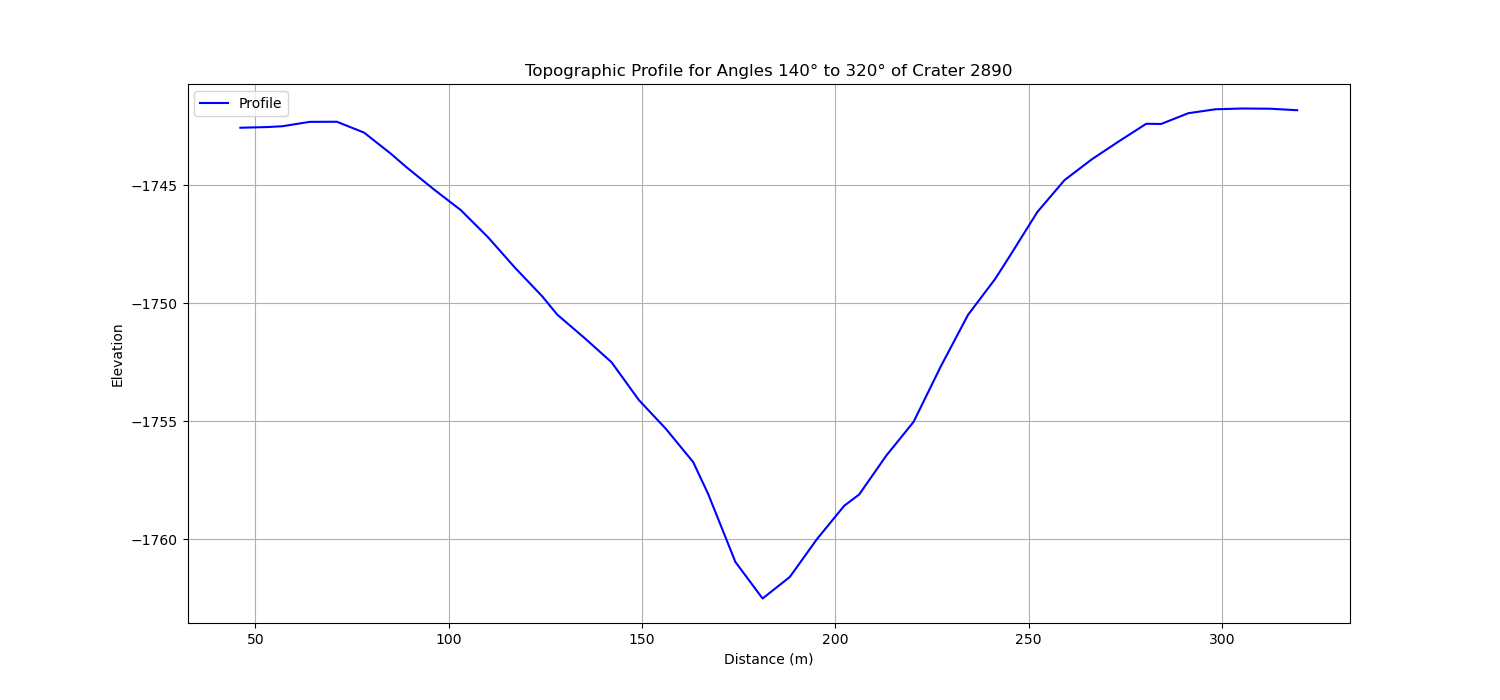 Topographic Profile for Angles 140° to 320° of Crater 2890
Profile
Elevation
−1745
−1750
−1755
−1760
50 100 150 200 250 300
Distance (m)